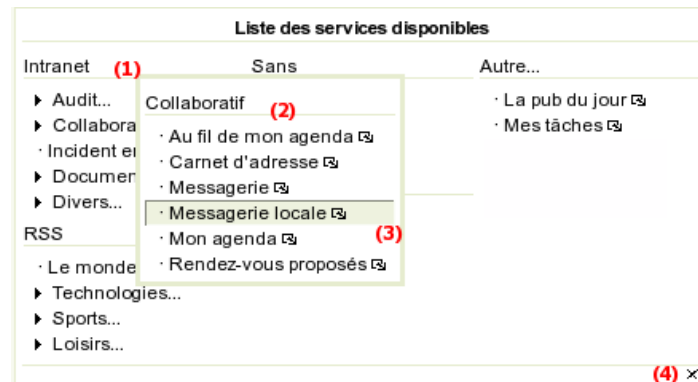 Liste des services disponibles
Intranet (1)
Sans
Autre...
Audit...
Collabora
· Incident e
Documen
Divers...
RSS
· Le monde
Technologies...
Sports...
Loisirs...
Collaboratif (2)
· Au fil de mon agenda
· Carnet d'adresse
· Messagerie
· Messagerie locale
· Mon agenda (3)
· Rendez-vous proposés
· La pub du jour
· Mes tâches
(4)